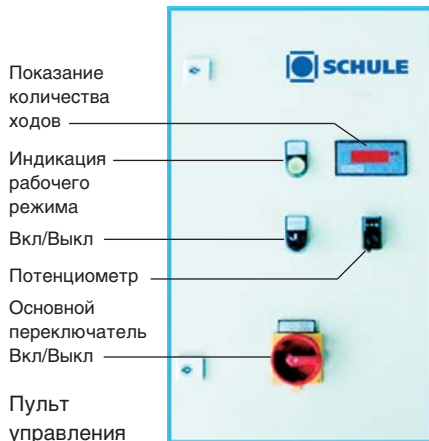 SCHULE
Показание
количества
ходов
Индикация
рабочего
режима
Вкл/Выкл
Потенциометр
Основной
переключатель
Вкл/Выкл
Пульт
управления